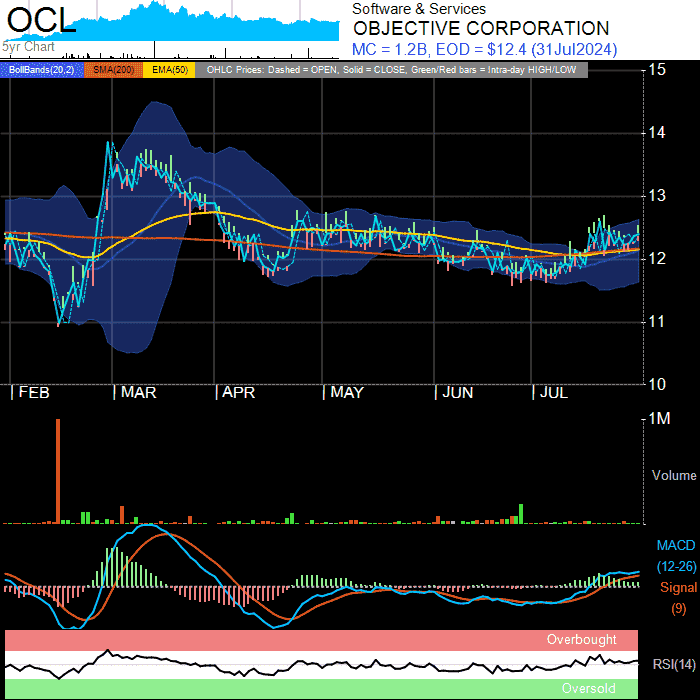 OCL
Software & Services
OBJECTIVE CORPORATION
5yr Chart
MC = 1.2B, EOD = $12.4 (31Jul2024)
BollBands(20,2) SMA(200) EMA(50) OHLC Prices: Dashed = OPEN, Solid = CLOSE, Green/Red bars = Intra-day HIGH/LOW
15
14
13
12
11
10
| FEB | MAR | APR | MAY | JUN | JUL
1M
Volume
MACD
(12-26)
Signal
(9)
Overbought
RSI(14)
Oversold